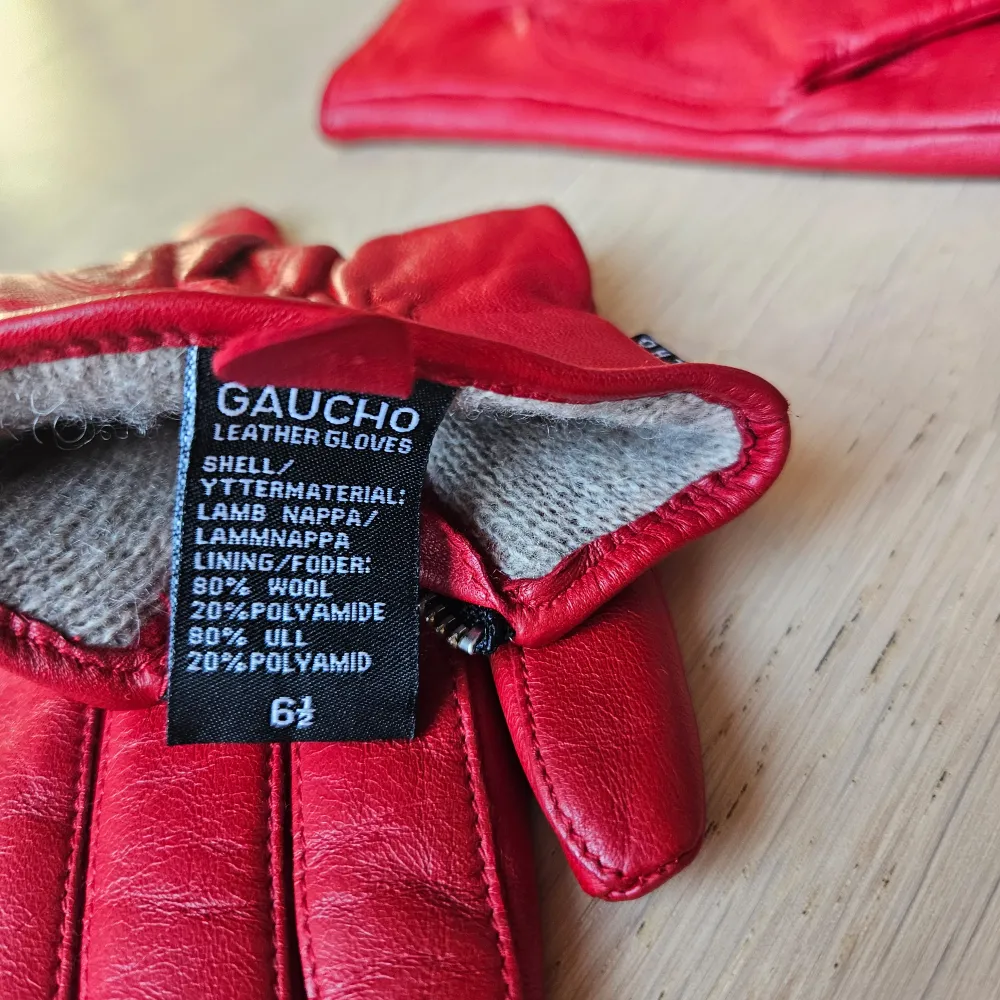 GAUCHO
LEATHER GLOVES
SHELL/
YTTERMATERIAL:
LAMB NAPPA/
LAMMNAPPA
LINING/FODER:
80% WOOL
20%POLYAMIDE
80% ULL
20%POLYAMID
6½